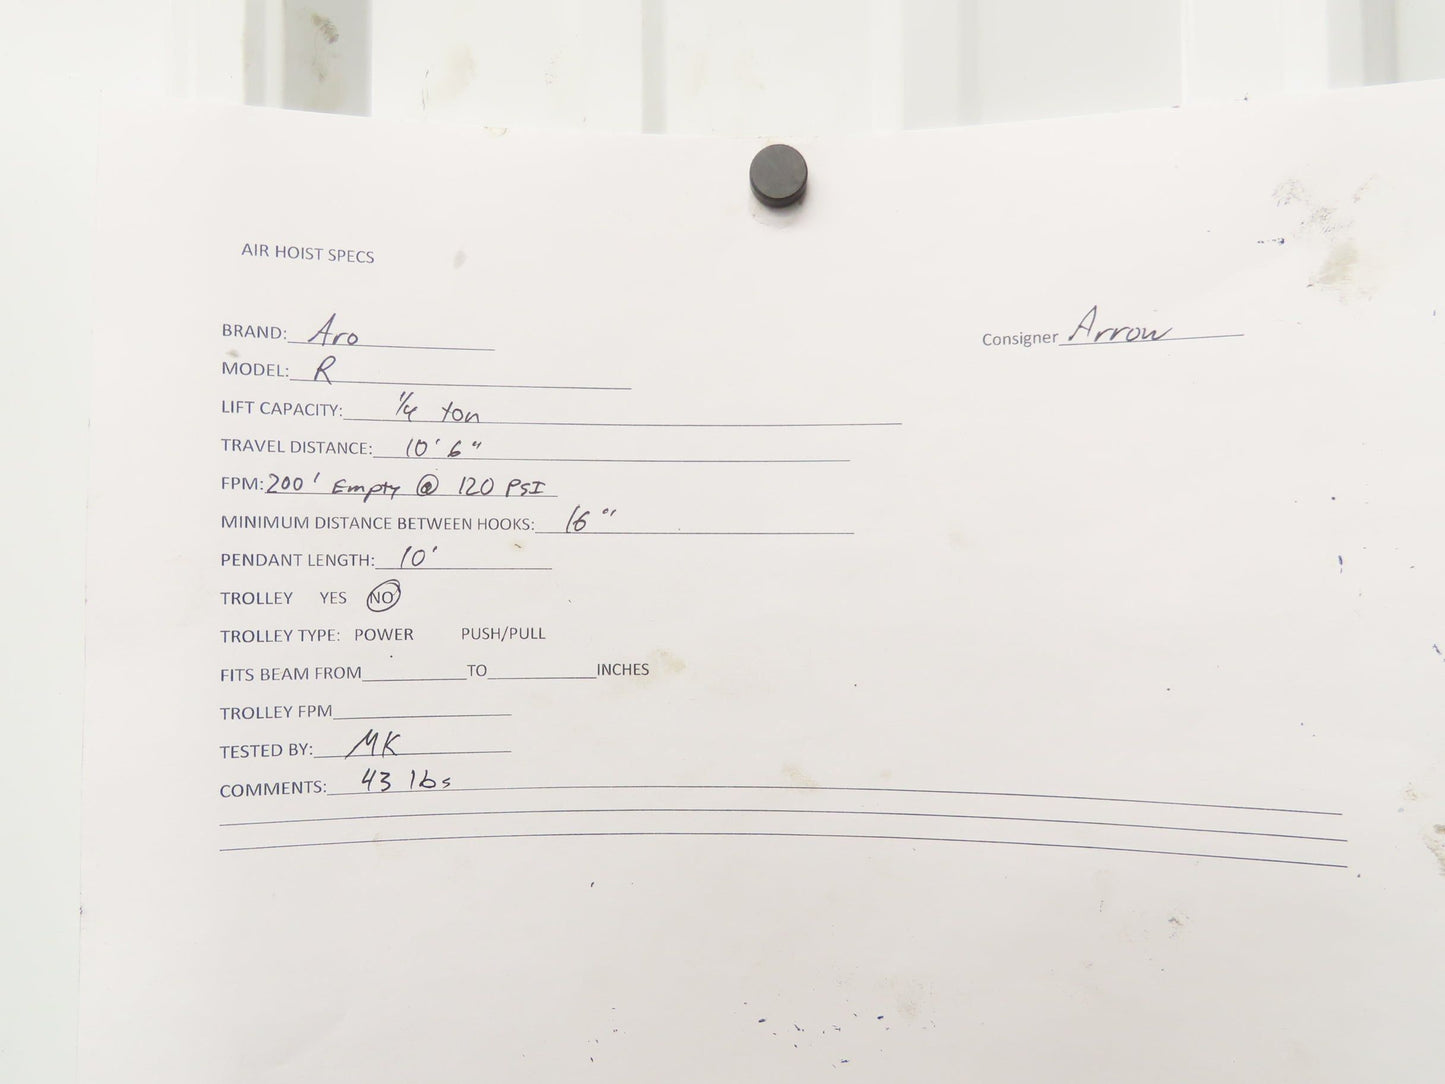 AIR HOIST SPECS
BRAND: Aro
Consigner Arrow
MODEL: R
LIFT CAPACITY: 1/4 ton
TRAVEL DISTANCE: 10' 6"
FPM: 200' Empty @ 120 PSI
MINIMUM DISTANCE BETWEEN HOOKS: 16"
PENDANT LENGTH: 10'
TROLLEY YES NO
TROLLEY TYPE: POWER PUSH/PULL
FITS BEAM FROM TO INCHES
TROLLEY FPM
TESTED BY: MK
COMMENTS: 43 lbs